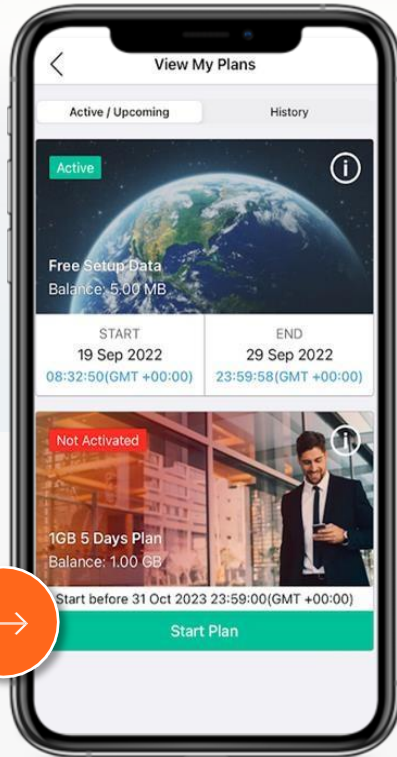 View My Plans
Active / Upcoming
History
Active
Free Setup Data
Balance: 5.00 MB
START
19 Sep 2022
08:32:50(GMT +00:00)
END
29 Sep 2022
23:59:58(GMT +00:00)
Not Activated
1GB 5 Days Plan
Balance: 1.00 GB
Start before 31 Oct 2023 23:59:00(GMT +00:00)
Start Plan